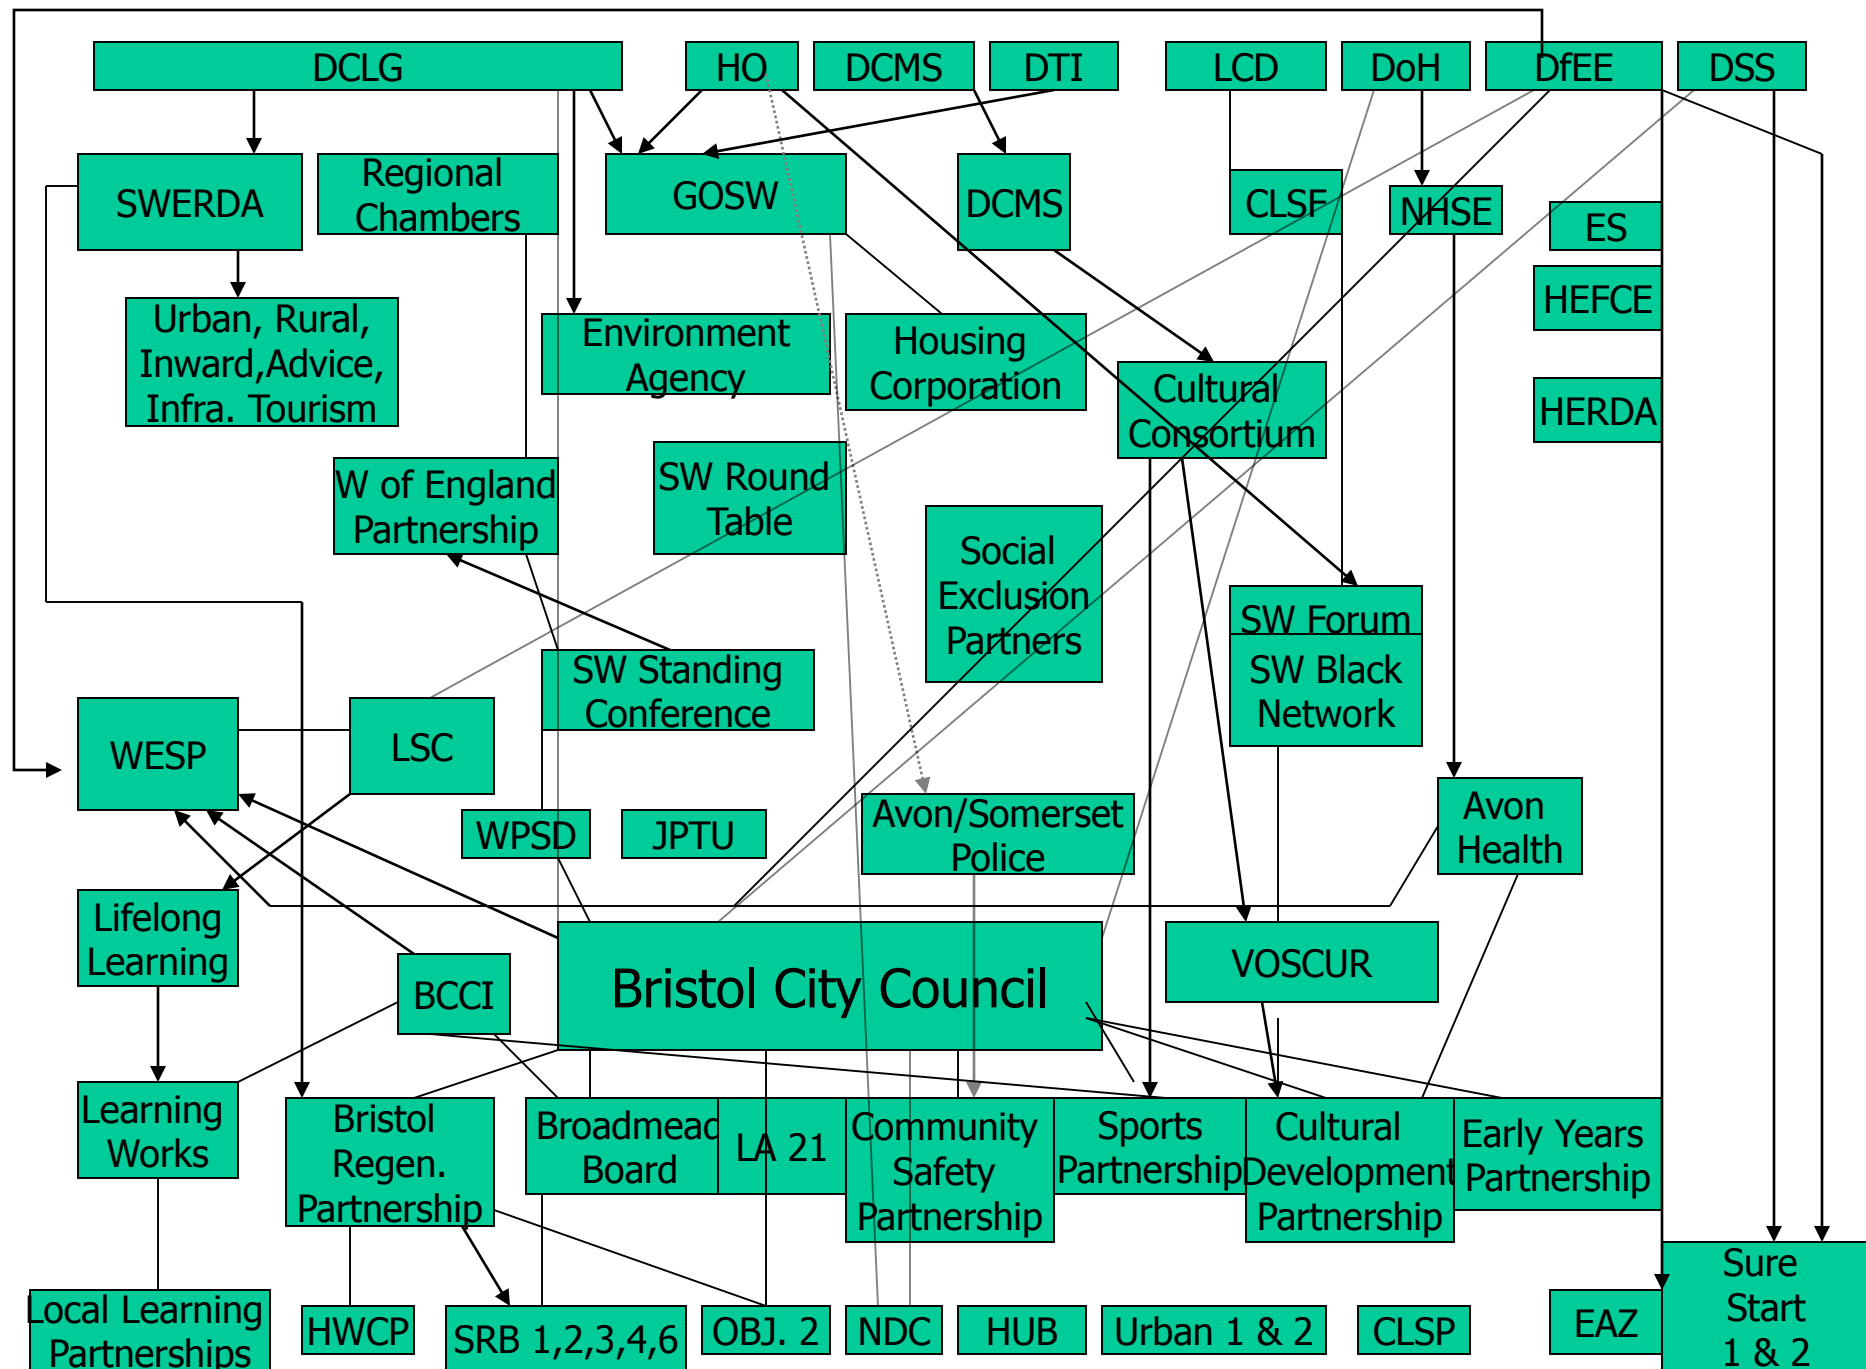 DCLG
HO
DCMS
DTI
LCD
DoH
DfEE
DSS
SWERDA
Regional
Chambers
GOSW
DCMS
CLSF
NHSE
ES
HEFCE
Urban, Rural,
Inward,Advice,
Infra. Tourism
Environment
Agency
Housing
Corporation
Cultural
Consortium
HERDA
W of England
Partnership
SW Round
Table
Social
Exclusion
Partners
SW Forum
SW Black
Network
SW Standing
Conference
WESP
LSC
WPSD
JPTU
Avon/Somerset
Police
Avon
Health
Lifelong
Learning
BCCI
Bristol City Council
VOSCUR
Learning
Works
Bristol
Regen.
Partnership
Broadmead
Board
LA 21
Community
Safety
Partnership
Sports
Partnership
Cultural
Development
Partnership
Early Years
Partnership
Local Learning
Partnerships
HWCP
SRB 1,2,3,4,6
OBJ. 2
NDC
HUB
Urban 1 & 2
CLSP
EAZ
Sure
Start
1 & 2